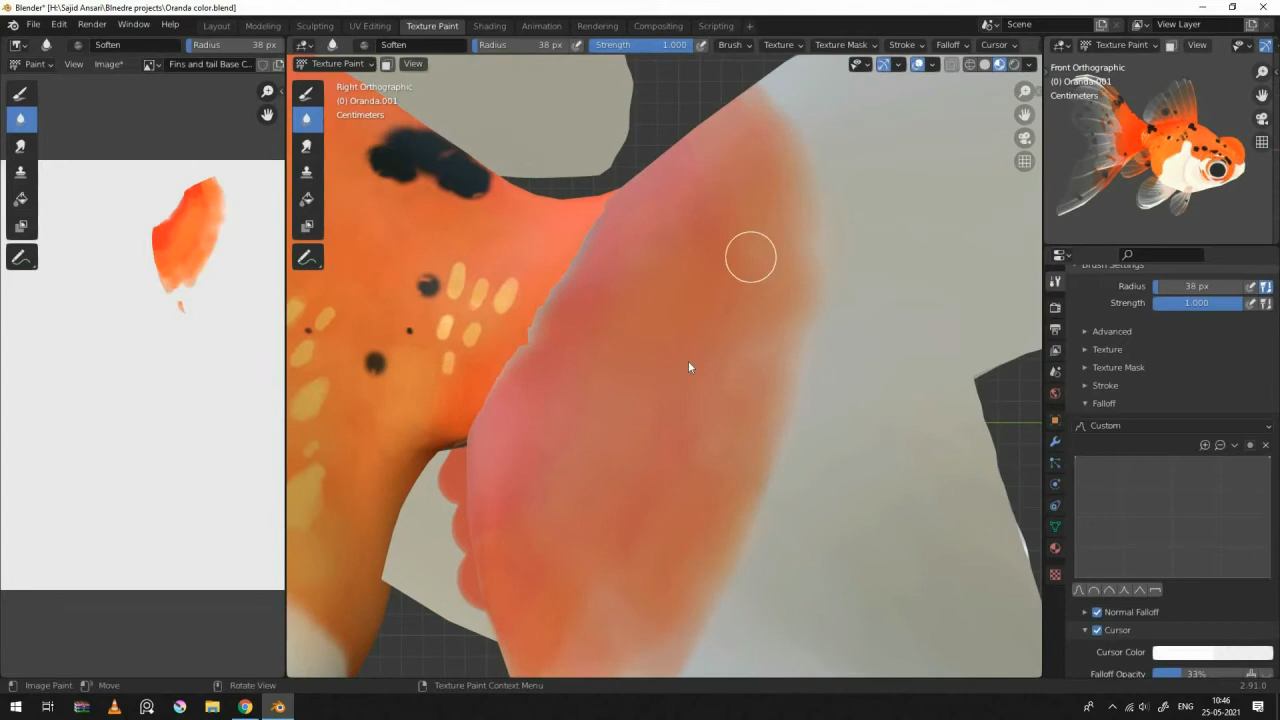 Blender* [H:\Sajid Ansari\Blnedre projects\Oranda color.blend]
File Edit Render Window Help Layout Modeling Sculpting UV Editing Texture Paint Shading Animation Rendering Compositing Scripting Scene View Layer
Soften Radius 38 px Soften Radius 38 px Strength 1.000 Brush Texture Texture Mask Stroke Falloff Cursor Texture Paint View
Paint View Image* Fins and tail Base C... Texture Paint View
Right Orthographic
(0) Oranda.001
Centimeters
Front Orthographic
(0) Oranda.001
Centimeters
Brush Settings
Radius 38 px
Strength 1.000
Advanced
Texture
Texture Mask
Stroke
Falloff
Custom
Normal Falloff
Cursor
Cursor Color
Falloff Opacity 33%
Image Paint Move Rotate View Texture Paint Context Menu 2.91.0
ENG 10:46
25-05-2021